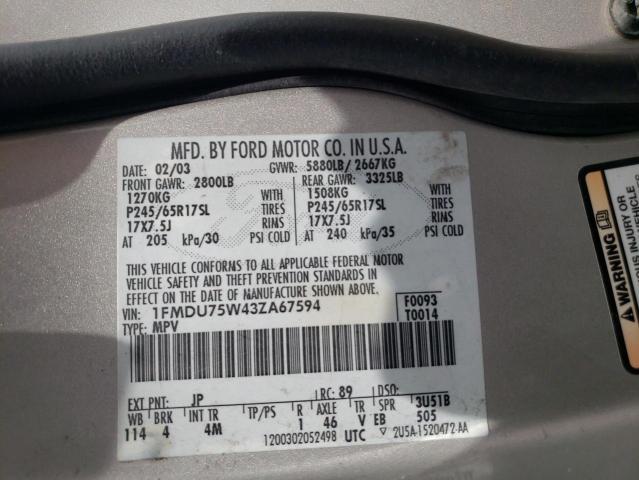 MFD. BY FORD MOTOR CO. IN U.S.A.
DATE: 02/03 GVWR: 5880LB/ 2667KG
FRONT GAWR: 2800LB REAR GAWR: 3325LB
1270KG WITH 1508KG WITH
P245/65R17SL TIRES P245/65R17SL TIRES
17X7.5J RIMS 17X7.5J RIMS
AT 205 kPa/30 PSI COLD AT 240 kPa/35 PSI COLD
THIS VEHICLE CONFORMS TO ALL APPLICABLE FEDERAL MOTOR
VEHICLE SAFETY AND THEFT PREVENTION STANDARDS IN
EFFECT ON THE DATE OF MANUFACTURE SHOWN ABOVE.
VIN: 1FMDU75W43ZA67594 F0093
TYPE: MPV T0014
EXT PNT: JP RC: 89 DSO:
WB BRK INT TR TP/PS R AXLE TR SPR 3U51B
114 4 4M 1 46 V EB 505
1200302052498 UTC ▽ 2U5A-1520472-AA
WARNING
INJURY OR